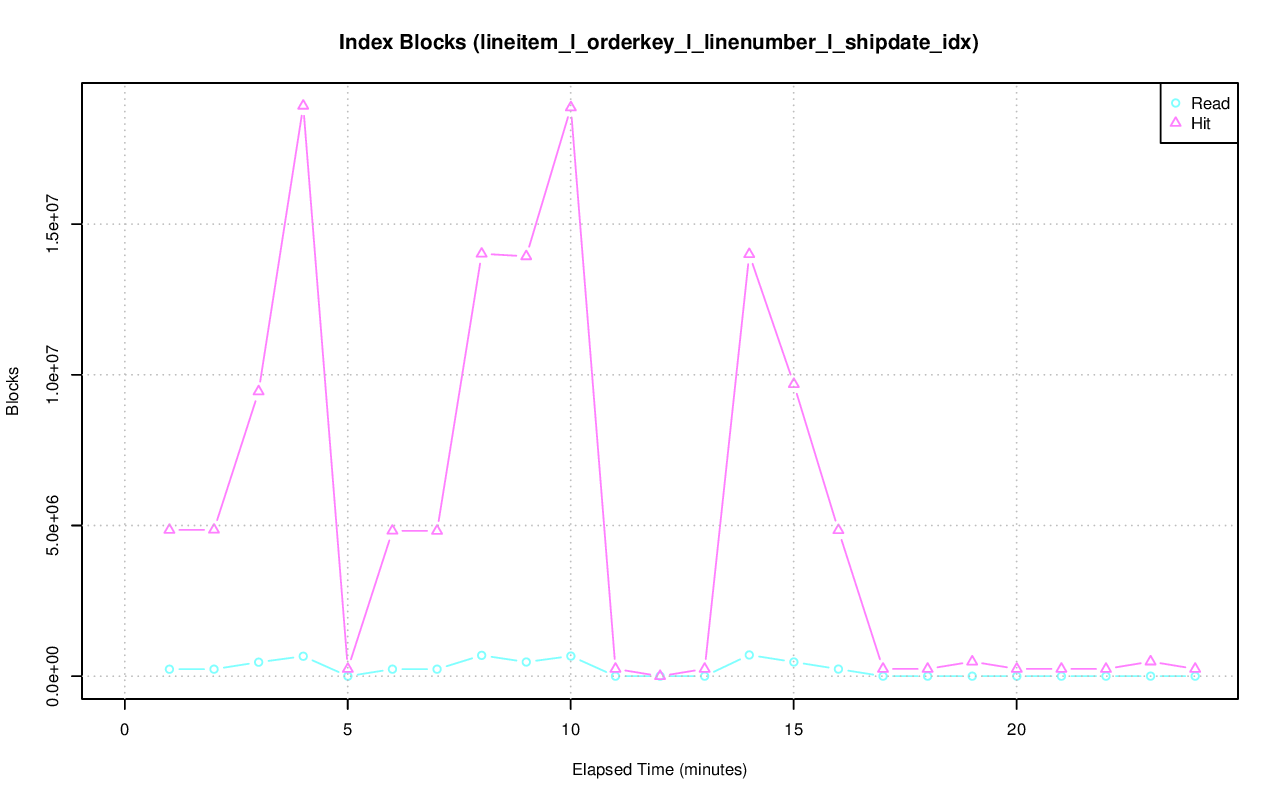 Index Blocks (lineitem_l_orderkey_l_linenumber_l_shipdate_idx)
Read
Hit
Blocks
1.5e+07
1.0e+07
5.0e+06
0.0e+00
0 5 10 15 20
Elapsed Time (minutes)